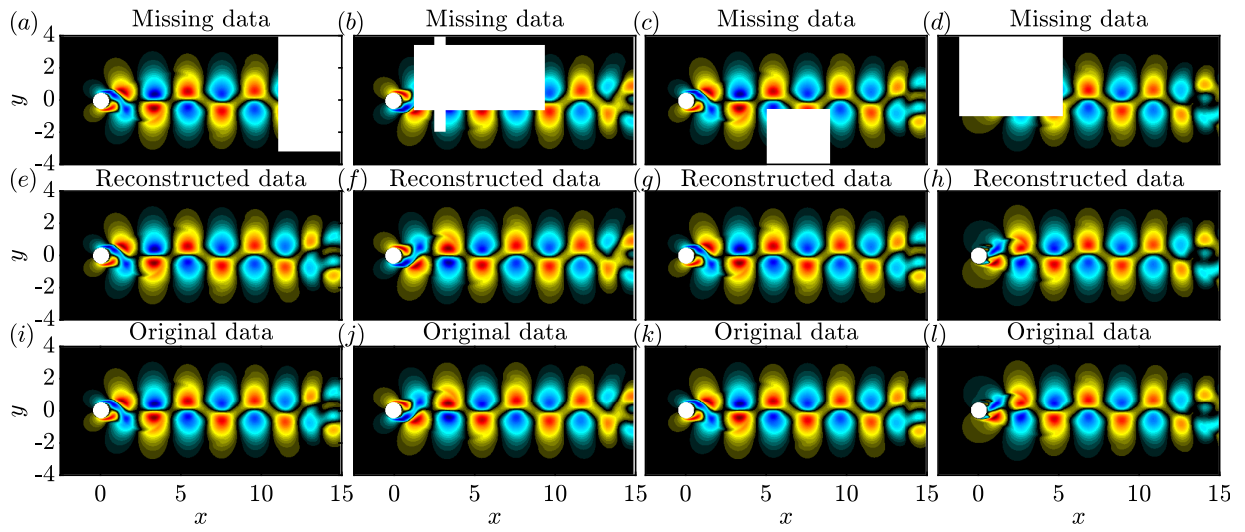 (a) Missing data (b) Missing data (c) Missing data (d) Missing data
4
2
y 0
-2
-4
(e) Reconstructed data (f) Reconstructed data (g) Reconstructed data (h) Reconstructed data
4
2
y 0
-2
-4
(i) Original data (j) Original data (k) Original data (l) Original data
4
2
y 0
-2
-4
0 5 10 15 0 5 10 15 0 5 10 15 0 5 10 15
x x x x